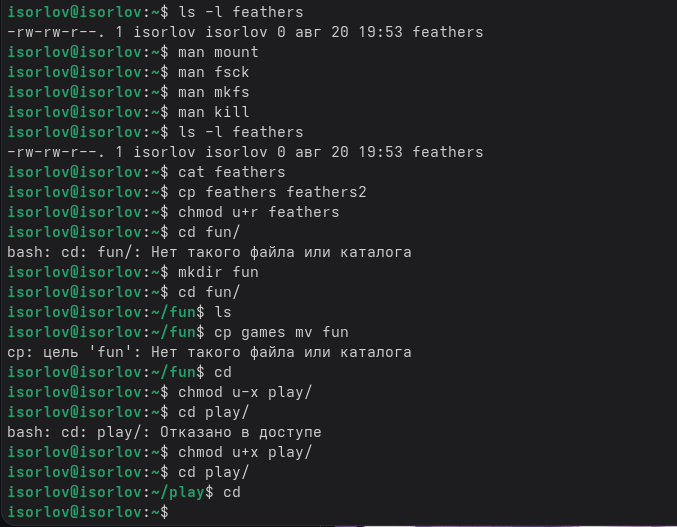 isorlov@isorlov:~$ ls -l feathers
-rw-rw-r--. 1 isorlov isorlov 0 авг 20 19:53 feathers
isorlov@isorlov:~$ man mount
isorlov@isorlov:~$ man fsck
isorlov@isorlov:~$ man mkfs
isorlov@isorlov:~$ man kill
isorlov@isorlov:~$ ls -l feathers
-rw-rw-r--. 1 isorlov isorlov 0 авг 20 19:53 feathers
isorlov@isorlov:~$ cat feathers
isorlov@isorlov:~$ cp feathers feathers2
isorlov@isorlov:~$ chmod u+r feathers
isorlov@isorlov:~$ cd fun/
bash: cd: fun/: Нет такого файла или каталога
isorlov@isorlov:~$ mkdir fun
isorlov@isorlov:~$ cd fun/
isorlov@isorlov:~/fun$ ls
isorlov@isorlov:~/fun$ cp games mv fun
cp: цель 'fun': Нет такого файла или каталога
isorlov@isorlov:~/fun$ cd
isorlov@isorlov:~$ chmod u-x play/
isorlov@isorlov:~$ cd play/
bash: cd: play/: Отказано в доступе
isorlov@isorlov:~$ chmod u+x play/
isorlov@isorlov:~$ cd play/
isorlov@isorlov:~/play$ cd
isorlov@isorlov:~$